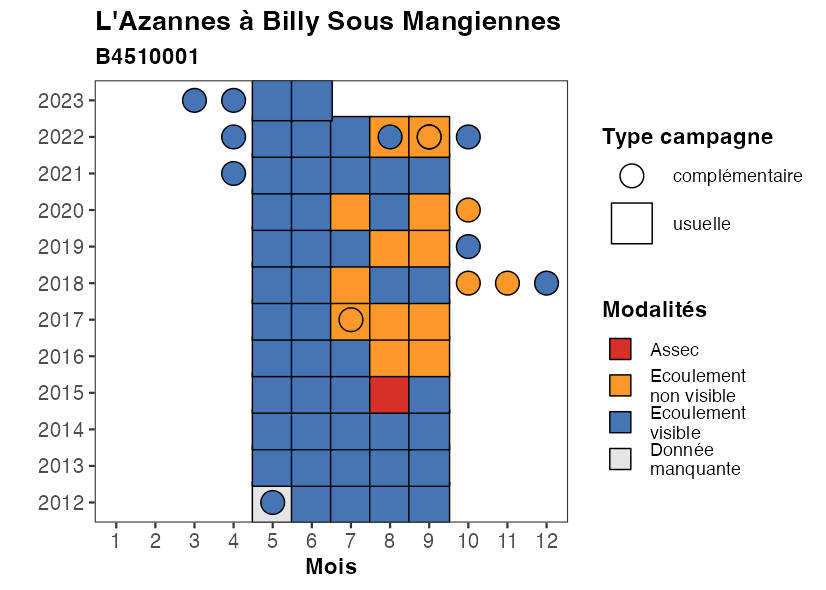 L'Azannes à Billy Sous Mangiennes
B4510001
2023
2022
2021
2020
2019
2018
2017
2016
2015
2014
2013
2012
1 2 3 4 5 6 7 8 9 10 11 12
Mois
Type campagne
complémentaire
usuelle
Modalités
Assec
Ecoulement
non visible
Ecoulement
visible
Donnée
manquante